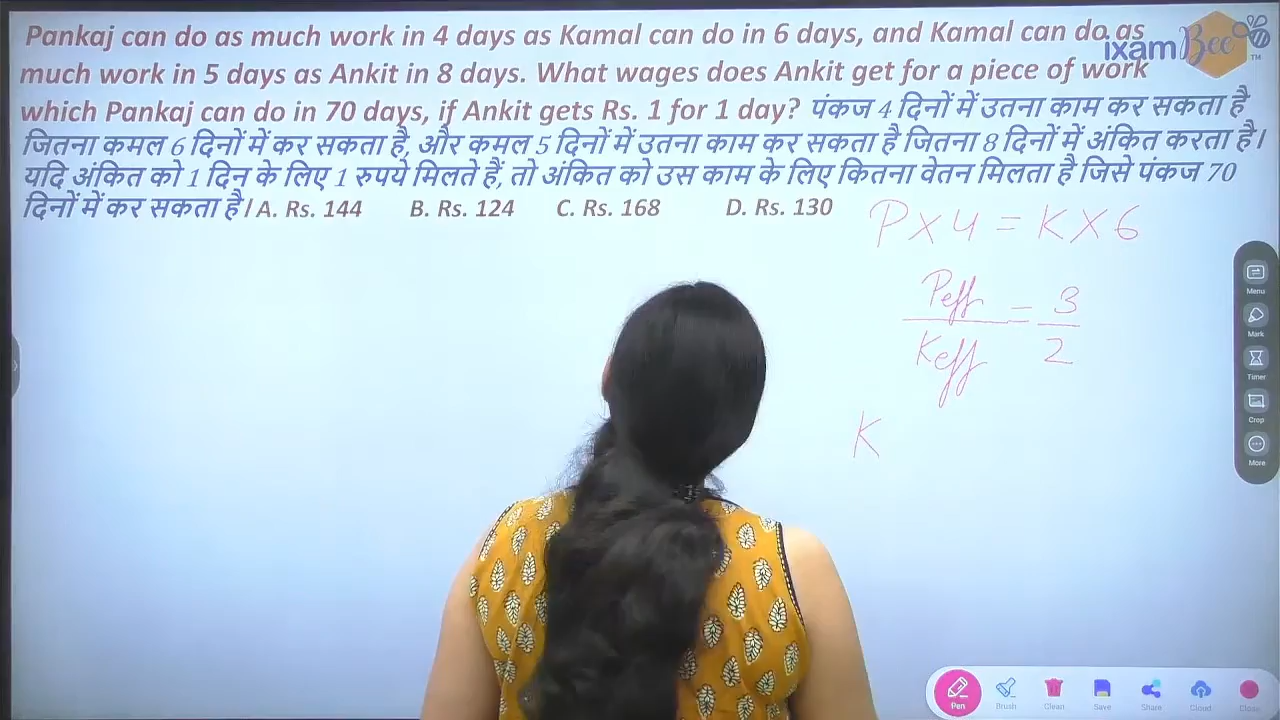 Pankaj can do as much work in 4 days as Kamal can do in 6 days, and Kamal can do as
much work in 5 days as Ankit in 8 days. What wages does Ankit get for a piece of work
which Pankaj can do in 70 days, if Ankit gets Rs. 1 for 1 day? पंकज 4 दिनों में उतना काम कर सकता है
जितना कमल 6 दिनों में कर सकता है, और कमल 5 दिनों में उतना काम कर सकता है जितना 8 दिनों में अंकित करता है।
यदि अंकित को 1 दिन के लिए 1 रुपये मिलते हैं, तो अंकित को उस काम के लिए कितना वेतन मिलता है जिसे पंकज 70
दिनों में कर सकता है। A. Rs. 144 B. Rs. 124 C. Rs. 168 D. Rs. 130
ixam Bee TM
P X 4 = K X 6
Peff = 3
Keff 2
K
Menu
Mark
Timer
Crop
More
Pen Brush Clean Save Share Cloud Close